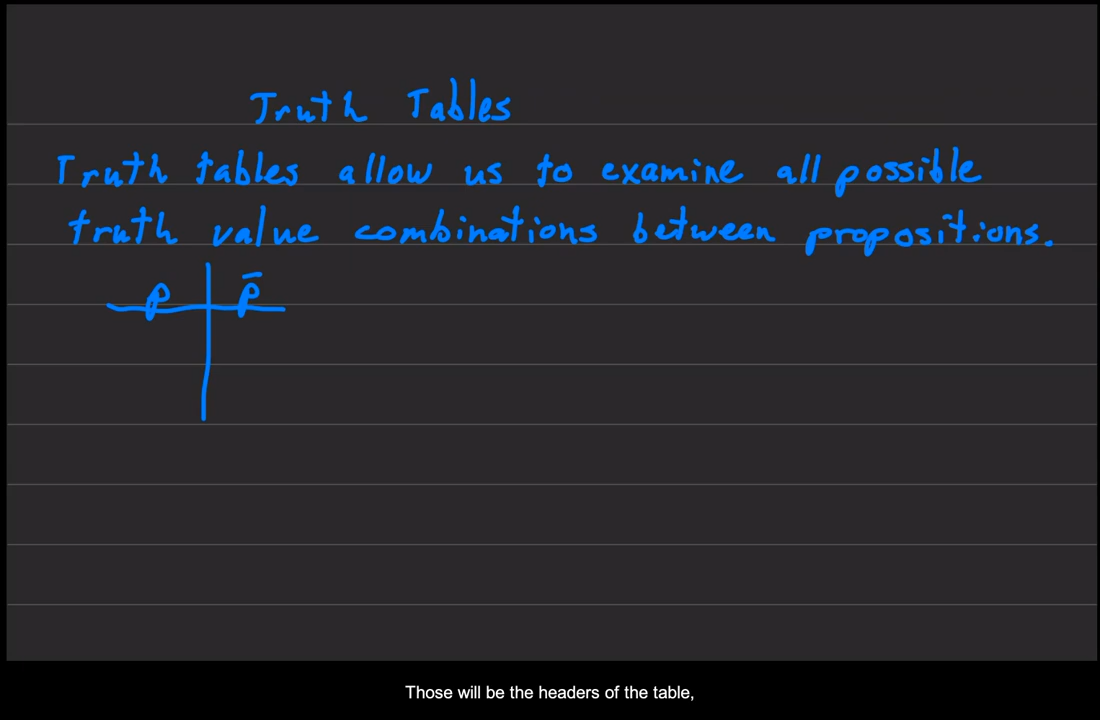 Truth Tables
Truth tables allow us to examine all possible
truth value combinations between propositions.
p p̄
Those will be the headers of the table,